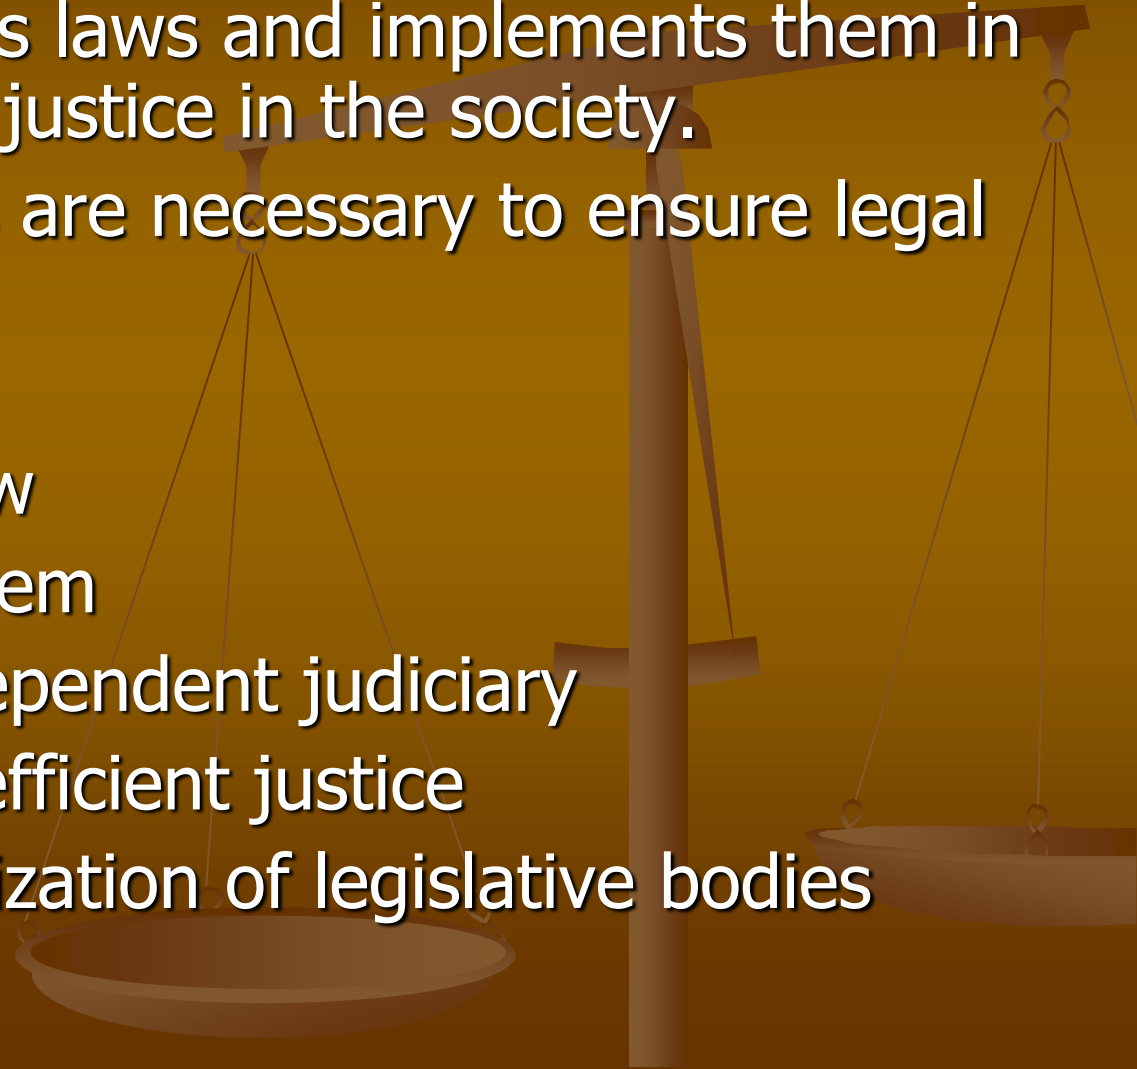 s laws and implements them in
justice in the society.
are necessary to ensure legal
w
em
ependent judiciary
efficient justice
ization of legislative bodies